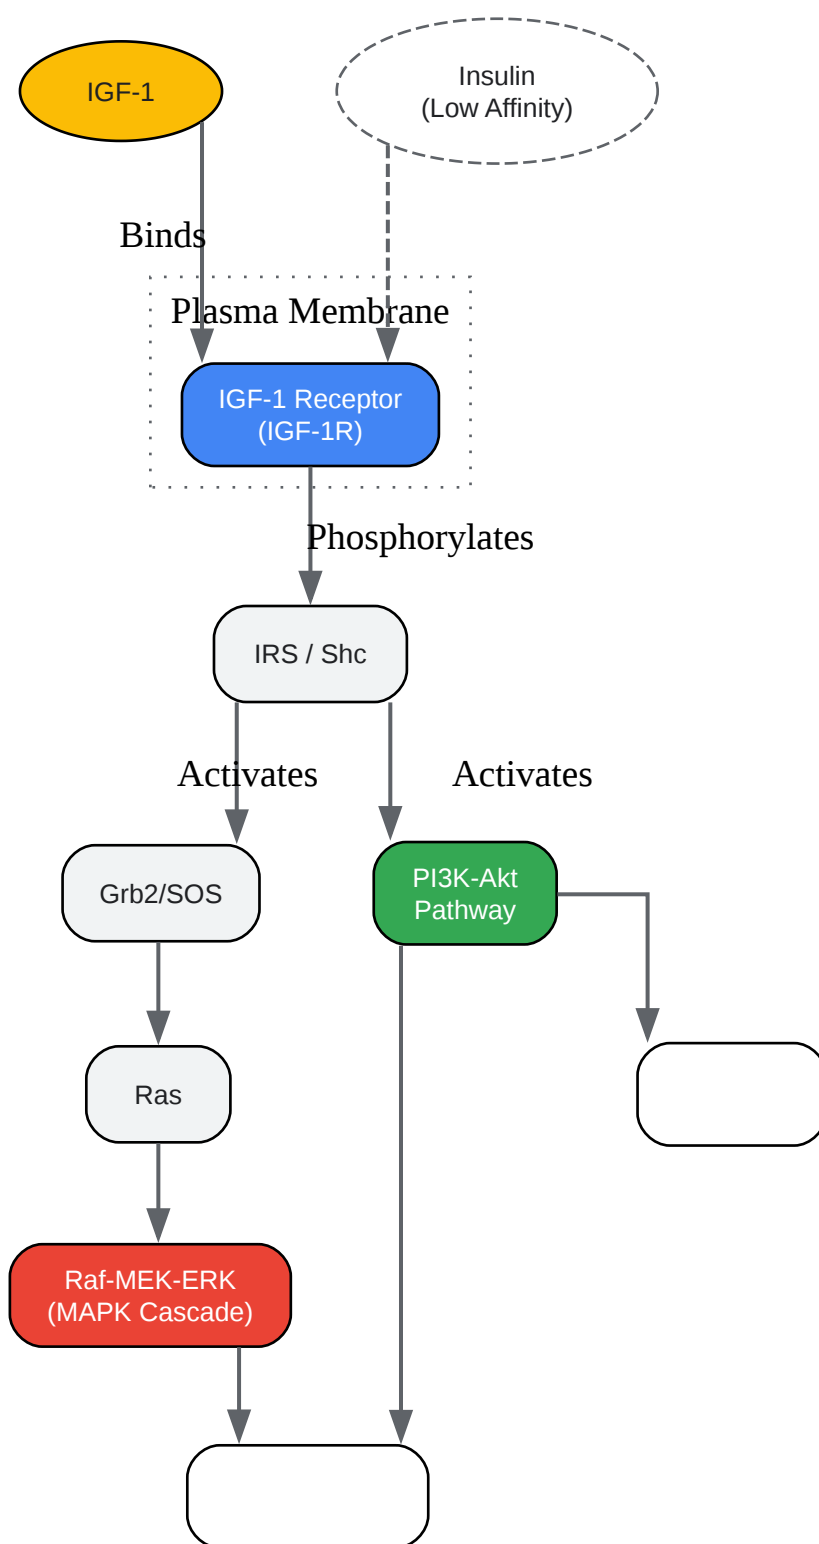 IGF-1
Insulin
(Low Affinity)
Binds
Plasma Membrane
IGF-1 Receptor
(IGF-1R)
Phosphorylates
IRS / Shc
Activates
Activates
Grb2/SOS
PI3K-Akt
Pathway
Ras
Raf-MEK-ERK
(MAPK Cascade)